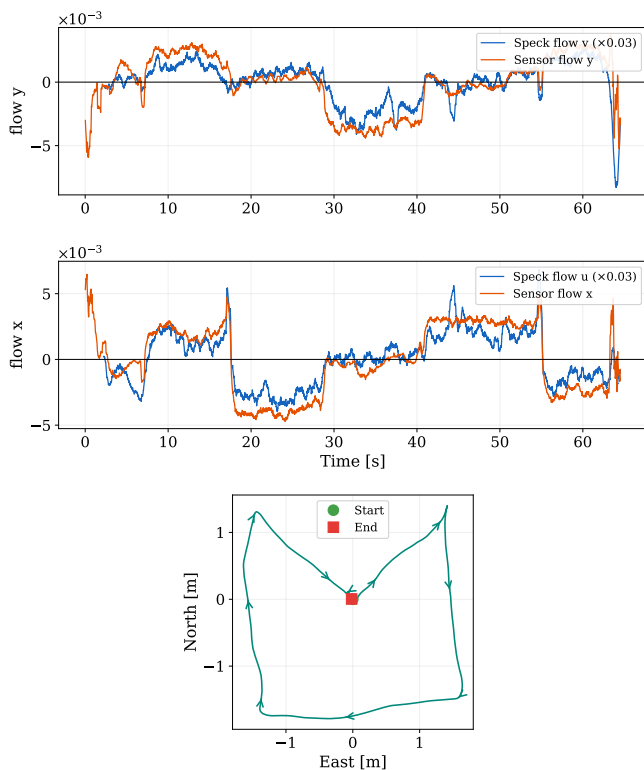 ×10⁻³
Speck flow v (×0.03)
Sensor flow y
0
−5
flow y
0 10 20 30 40 50 60
×10⁻³
Speck flow u (×0.03)
Sensor flow x
5
0
−5
flow x
0 10 20 30 40 50 60
Time [s]
Start
End
1
0
−1
North [m]
−1 0 1
East [m]